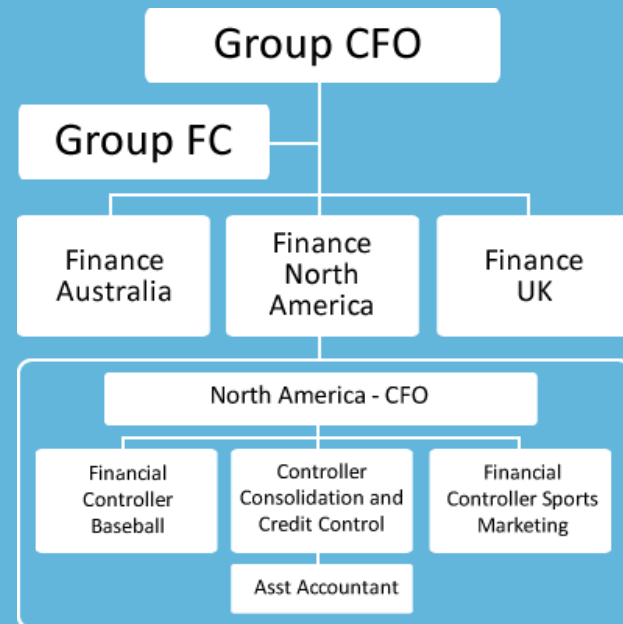 Group CFO
Group FC
Finance
Australia
Finance
North
America
Finance
UK
North America - CFO
Financial
Controller
Baseball
Controller
Consolidation and
Credit Control
Financial
Controller Sports
Marketing
Asst Accountant